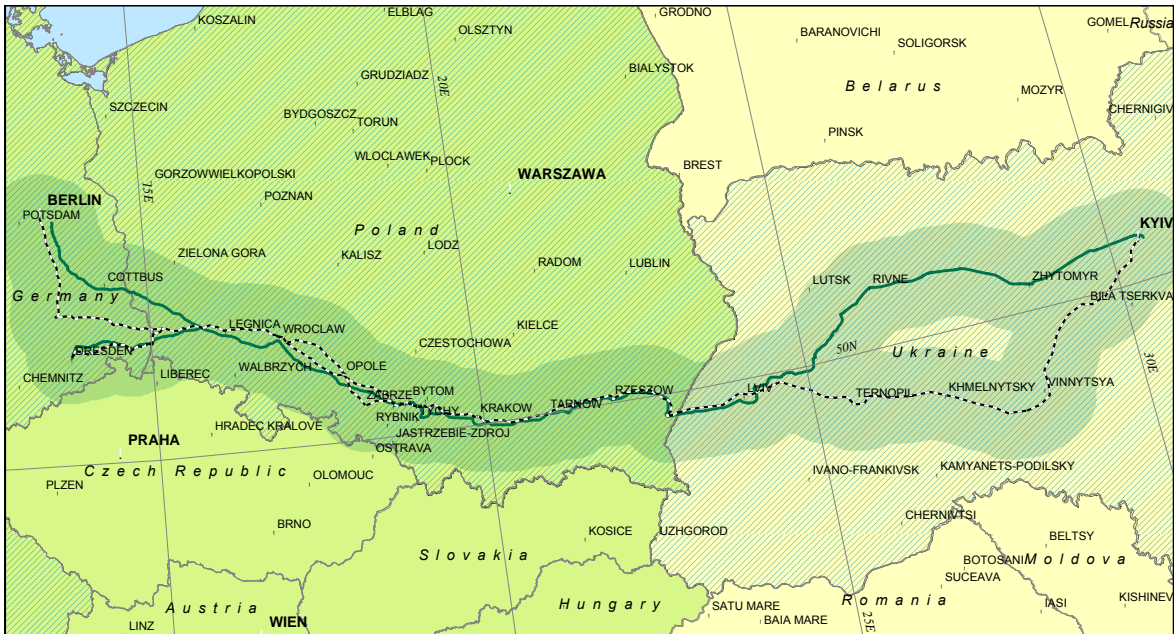 ELBLAG
GRODNO
KOSZALIN
OLSZTYN
BARANOVICHI
SOLIGORSK
GOMEL
Russia
GRUDZIADZ
20E
BIALYSTOK
Belarus
MOZYR
SZCZECIN
BYDGOSZCZ
TORUN
CHERNIGIV
PINSK
WLOCLAWEK
PLOCK
BREST
GORZOWWIELKOPOLSKI
WARSZAWA
15E
POZNAN
BERLIN
POTSDAM
Poland
KYIV
LODZ
ZIELONA GORA
KALISZ
RADOM
LUBLIN
COTTBUS
LUTSK
RIVNE
ZHYTOMYR
Germany
BILA TSERKVA
LEGNICA
WROCLAW
KIELCE
CZESTOCHOWA
50N
Ukraine
30E
DRESDEN
OPOLE
WALBRZYCH
CHEMNITZ
LIBEREC
ZABRZE
BYTOM
RZESZOW
LVIV
TERNOPIL
KHMELNYTSKY
VINNYTSYA
RYBNIK
TYCHY
KRAKOW
TARNOW
HRADEC KRALOVE
JASTRZEBIE-ZDROJ
PRAHA
OSTRAVA
Czech Republic
OLOMOUC
IVANO-FRANKIVSK
KAMYANETS-PODILSKY
PLZEN
BRNO
KOSICE
UZHGOROD
CHERNIVTSI
BELTSY
Slovakia
BOTOSANI
Moldova
SUCEAVA
Austria
Hungary
SATU MARE
Romania
IASI
KISHINEV
LINZ
WIEN
BAIA MARE
25E